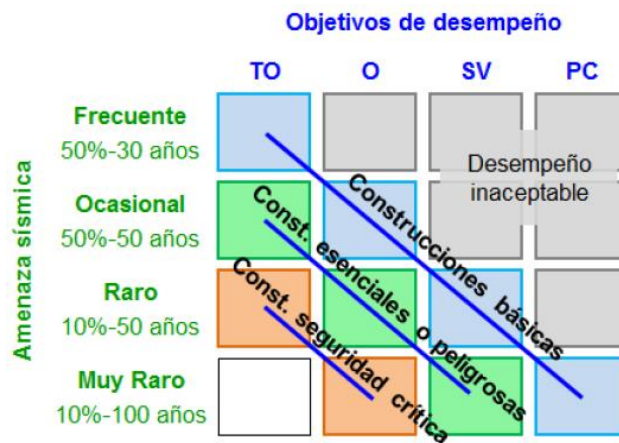 Objetivos de desempeño
TO O SV PC
Amenaza sísmica
Frecuente
50%-30 años
Ocasional
50%-50 años
Raro
10%-50 años
Muy Raro
10%-100 años
Desempeño
inaceptable
Construcciones básicas
Const. esenciales o peligrosas
Const. seguridad crítica